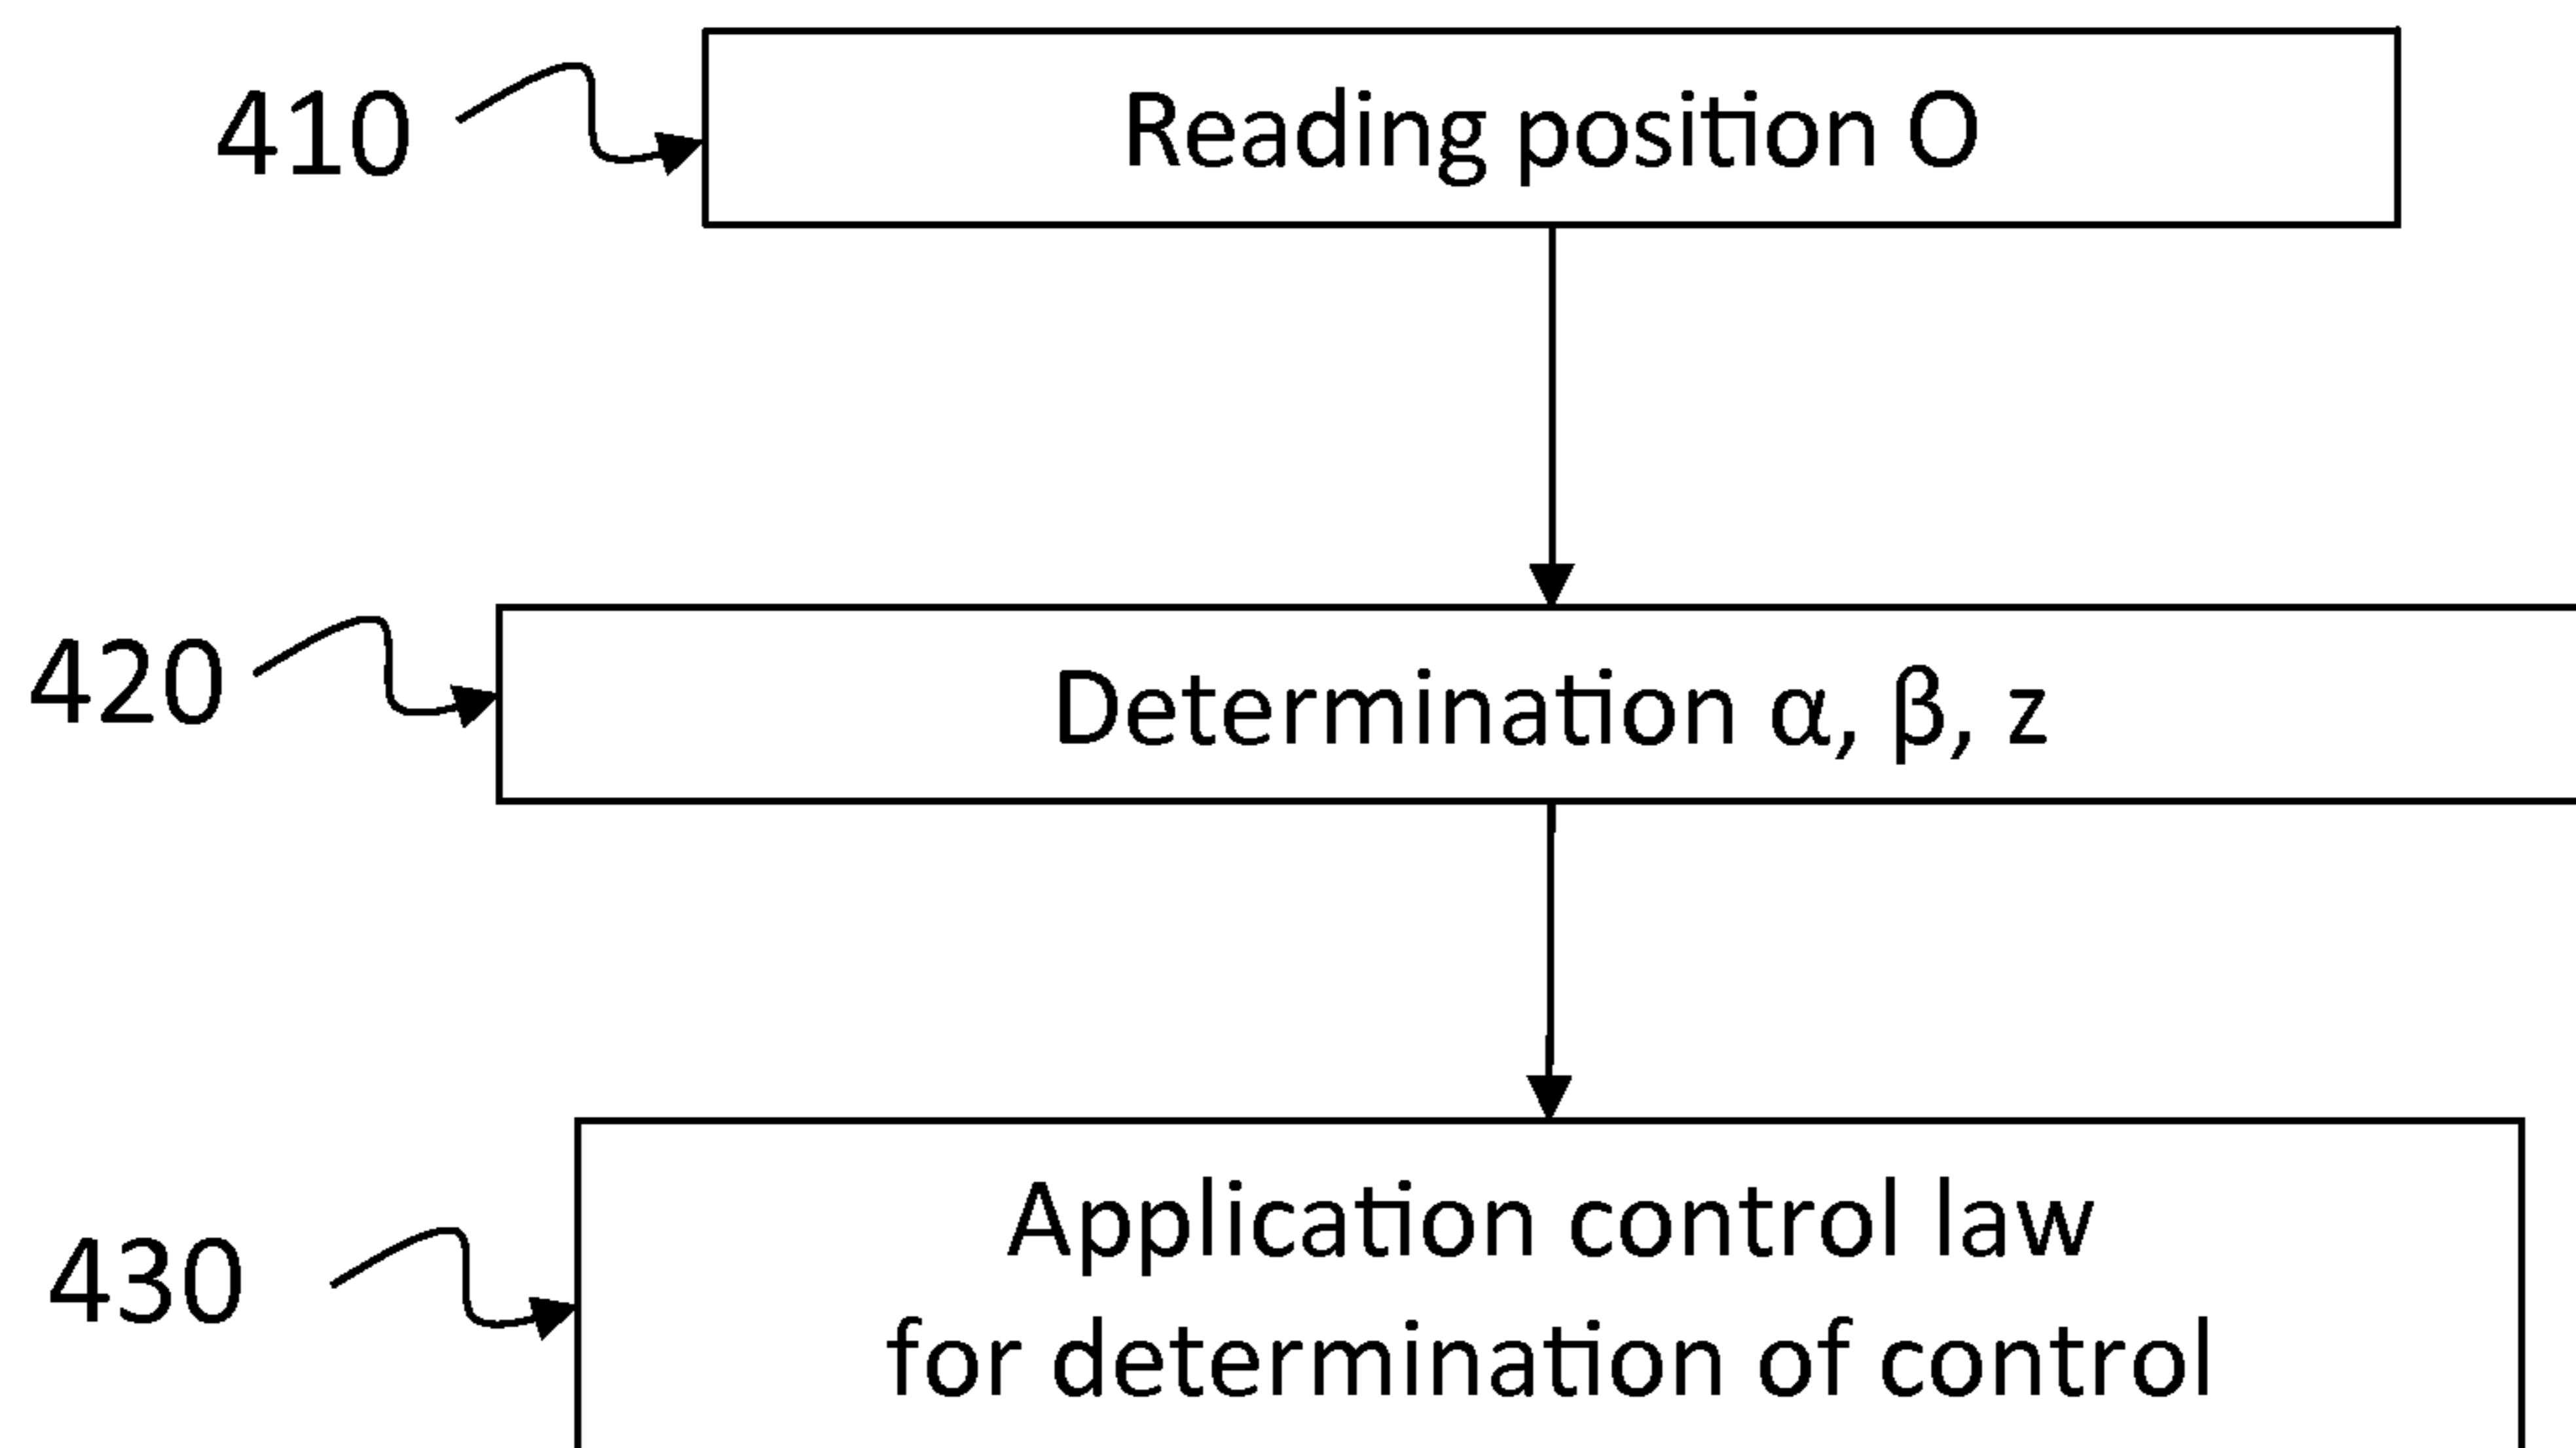 410
Reading position O
420
Determination α, β, z
430
Application control law
for determination of control